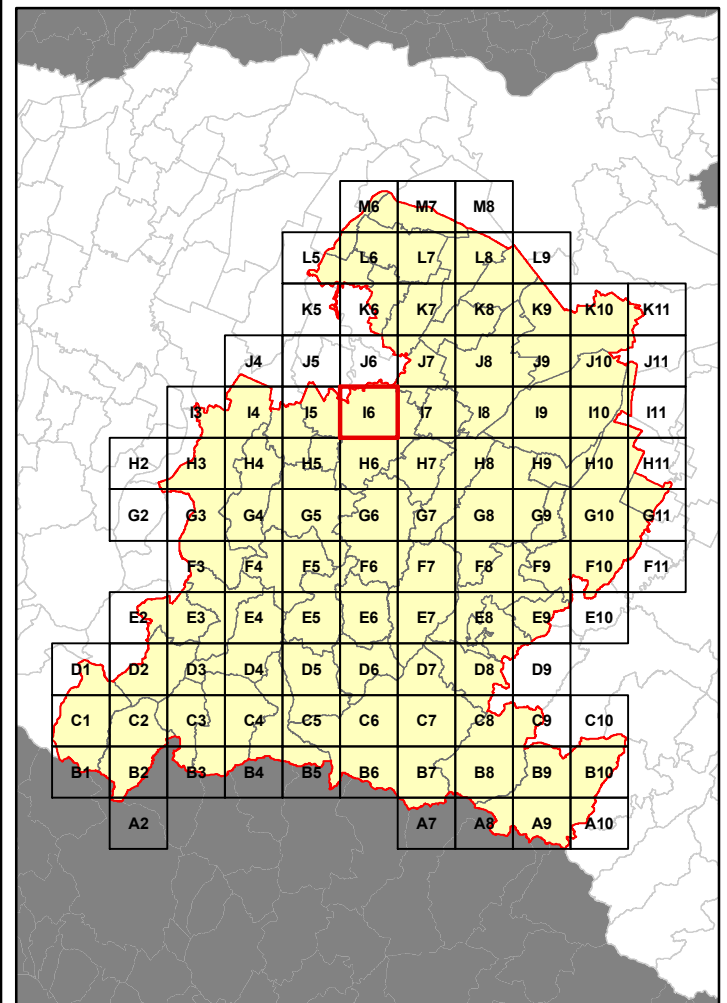 M6 M7 M8
L5 L6 L7 L8 L9
K5 K6 K7 K8 K9 K10 K11
J4 J5 J6 J7 J8 J9 J10 J11
I3 I4 I5 I6 I7 I8 I9 I10 I11
H2 H3 H4 H5 H6 H7 H8 H9 H10 H11
G2 G3 G4 G5 G6 G7 G8 G9 G10 G11
F3 F4 E5 F6 F7 F8 F9 F10 F11
E2 E3 E4 E5 E6 E7 E8 E9 E10
D1 D2 D3 D4 D5 D6 D7 D8 D9
C1 C2 C3 C4 C5 C6 C7 C8 C9 C10
B1 B2 B3 B4 B5 B6 B7 B8 B9 B10
A2 A7 A8 A9 A10